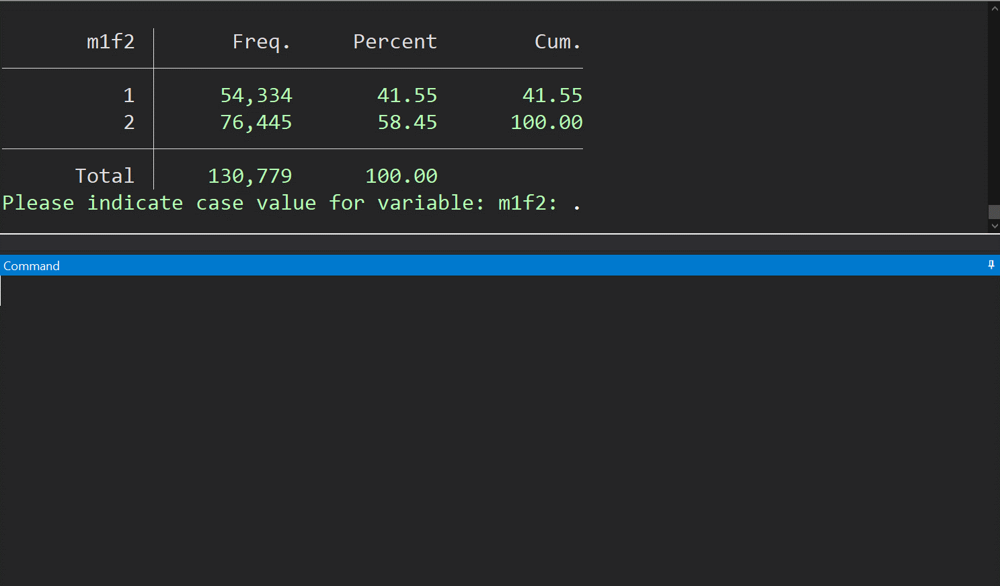 m1f2 Freq. Percent Cum.
1 54,334 41.55 41.55
2 76,445 58.45 100.00
Total 130,779 100.00
Please indicate case value for variable: m1f2: .
Command